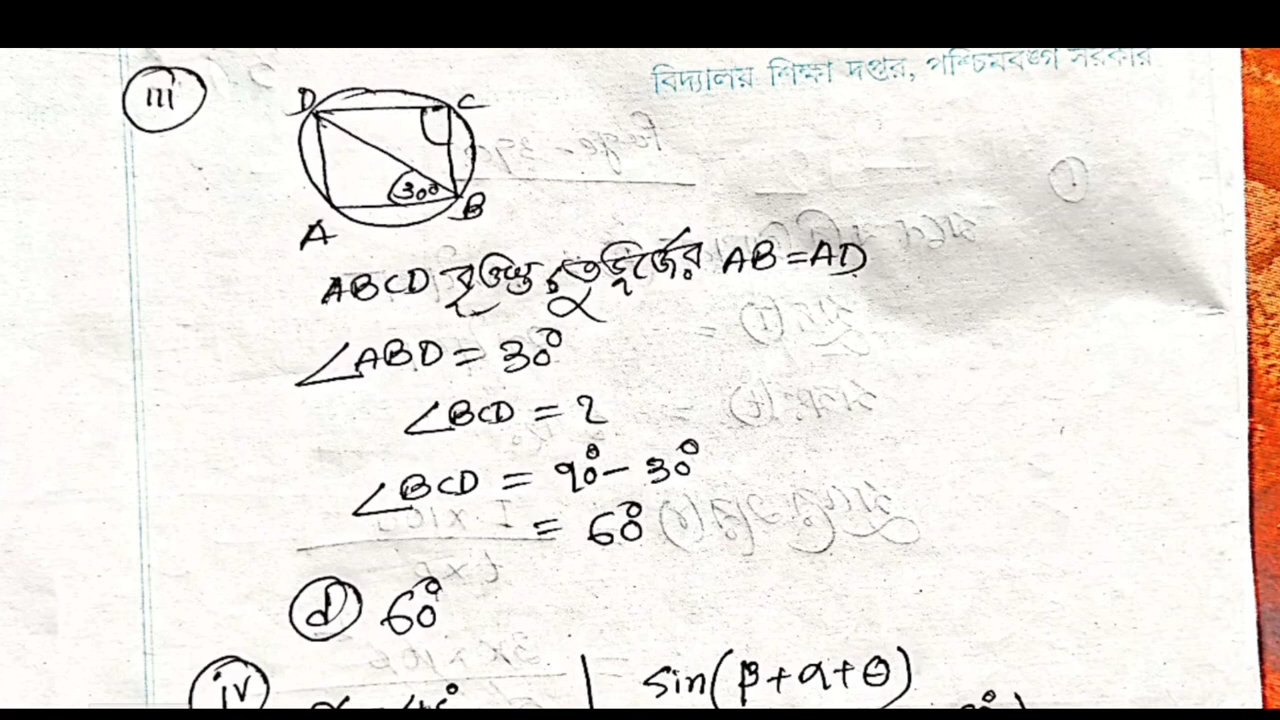 বিদ্যালয় শিক্ষা দপ্তর, পশ্চিমবঙ্গ সরকার
iii
D C
30°
A B
ABCD বৃত্তস্থ চতুর্ভুজের AB = AD
∠ABD = 30°
∠BCD = ?
∠BCD = 90° - 30°
= 60°
d 60°
iv
sin(β+α+θ)